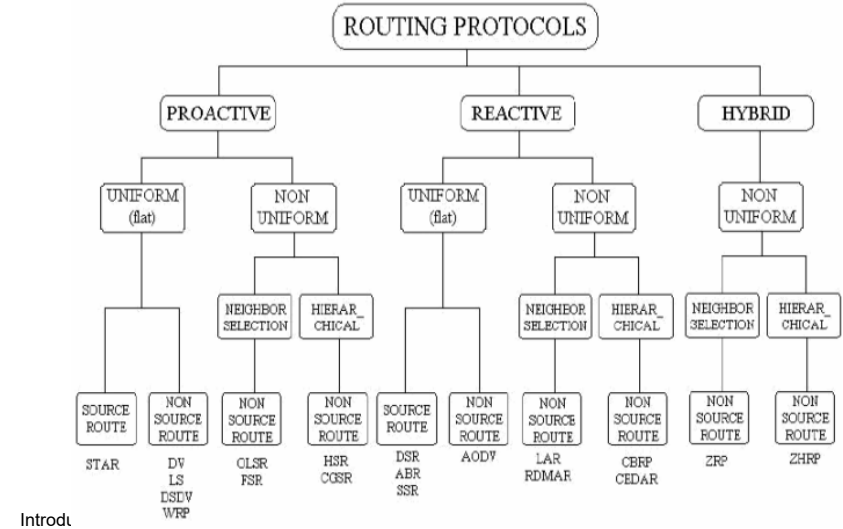 ROUTING PROTOCOLS
PROACTIVE
REACTIVE
HYBRID
UNIFORM
(flat)
NON
UNIFORM
UNIFORM
(flat)
NON
UNIFORM
NON
UNIFORM
NEIGHBOR
SELECTION
HIERAR_
CHICAL
NEIGHBOR
SELECTION
HIERAR_
CHICAL
NEIGHBOR
SELECTION
HIERAR_
CHICAL
SOURCE
ROUTE
NON
SOURCE
ROUTE
NON
SOURCE
ROUTE
NON
SOURCE
ROUTE
SOURCE
ROUTE
NON
SOURCE
ROUTE
NON
SOURCE
ROUTE
NON
SOURCE
ROUTE
NON
SOURCE
ROUTE
NON
SOURCE
ROUTE
STAR
DV
LS
DSDV
WRP
OLSR
FSR
HSR
CGSR
DSR
ABR
SSR
AODV
LAR
RDMAR
CBRP
CEDAR
ZRP
ZHRP